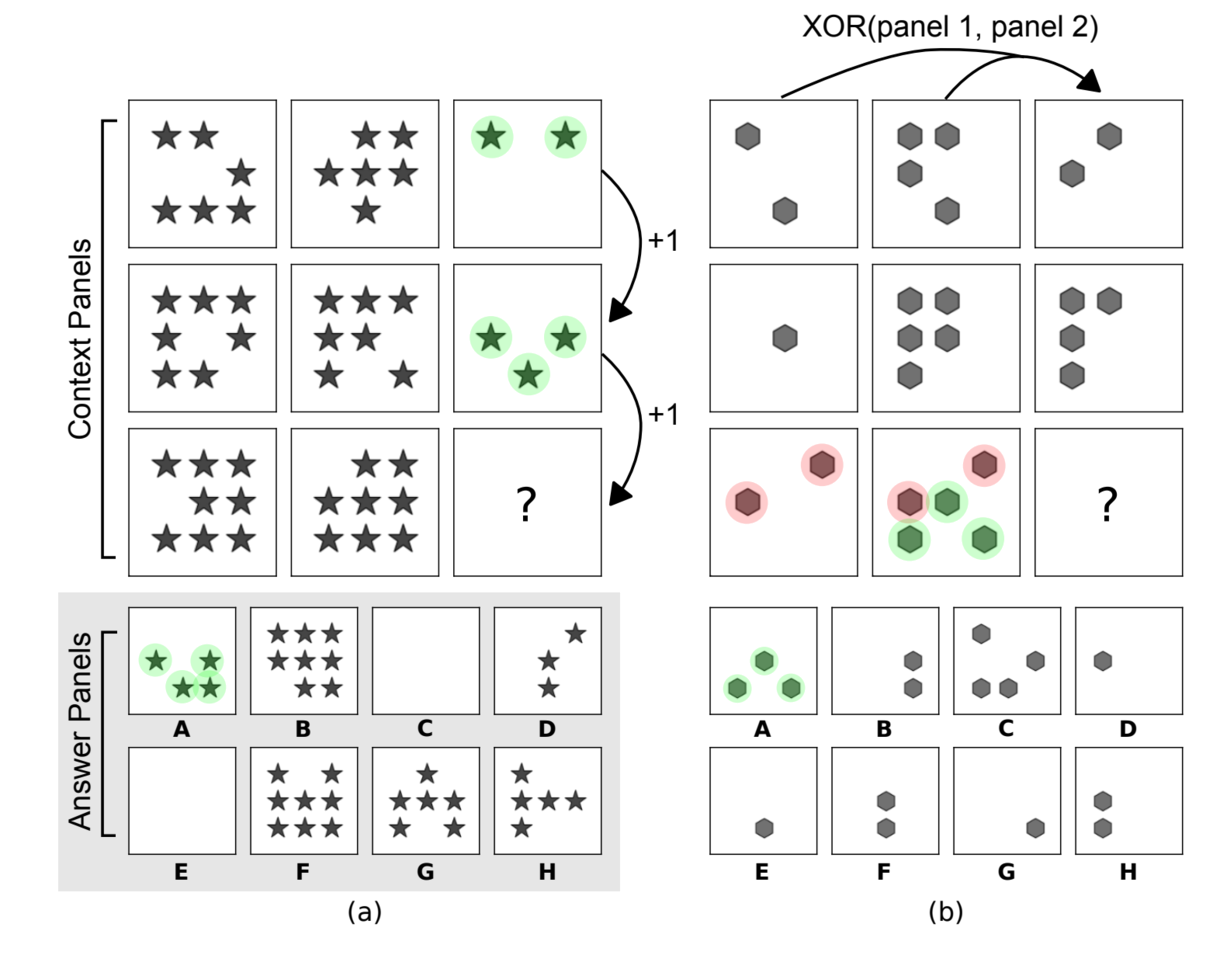 XOR(panel 1, panel 2)
Context Panels
+1
+1
?
?
Answer Panels
A B C D
E F G H
(a)
A B C D
E F G H
(b)